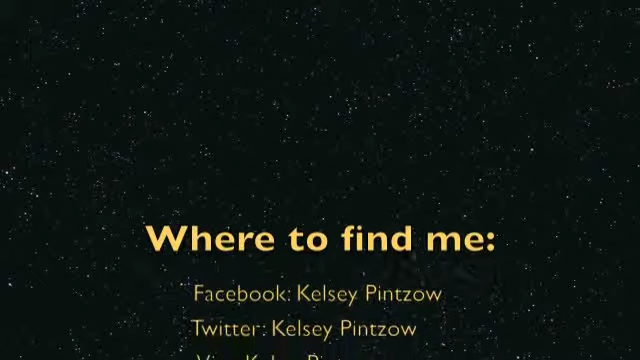 Where to find me:
Facebook: Kelsey Pintzow
Twitter: Kelsey Pintzow